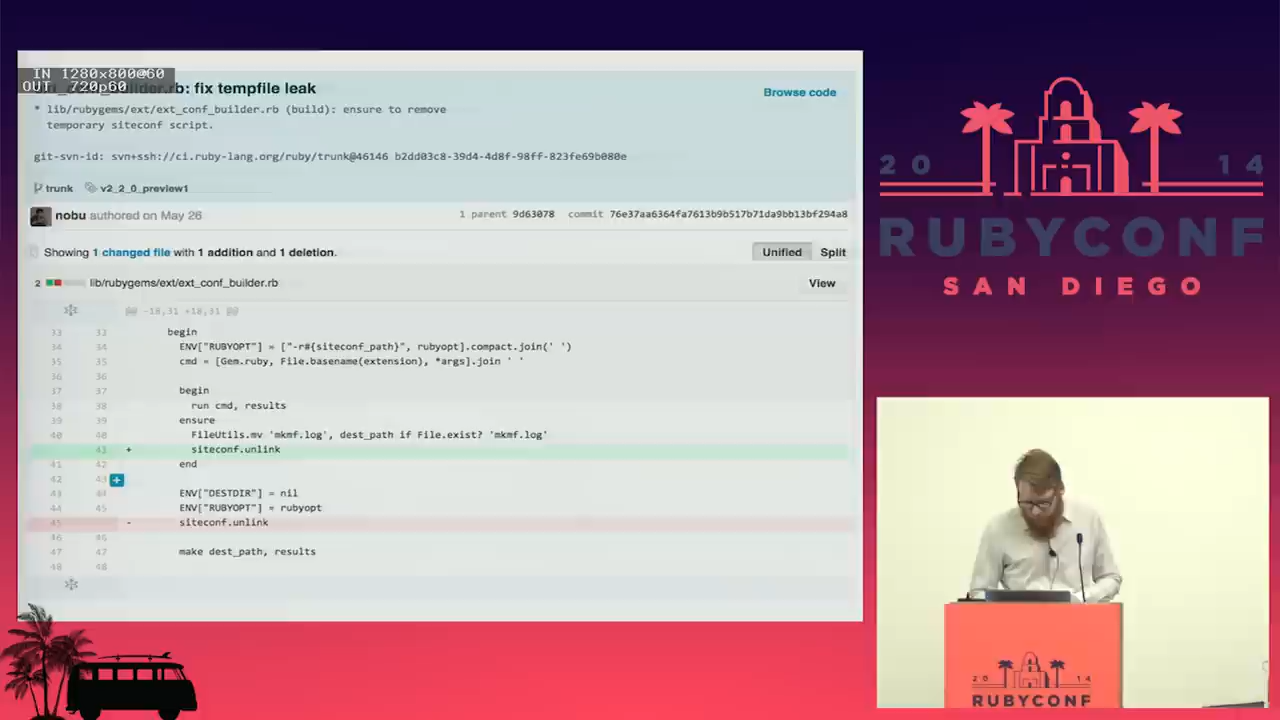 IN 1280x800@60
OUT 720p60
builder.rb: fix tempfile leak
Browse code
* lib/rubygems/ext/ext_conf_builder.rb (build): ensure to remove
temporary siteconf script.
git-svn-id: svn+ssh://ci.ruby-lang.org/ruby/trunk@46146 b2dd03c8-39d4-4d8f-98ff-823fe69b080e
trunk v2_2_0_preview1
nobu authored on May 26
1 parent 9d63078 commit 76e37aa6364fa7613b9b517b71da9bb13bf294a8
Showing 1 changed file with 1 addition and 1 deletion.
Unified Split
2 lib/rubygems/ext/ext_conf_builder.rb
View
@@ -18,31 +18,31 @@
33 32 begin
34 34 ENV["RUBYOPT"] = ["-r#{siteconf_path}", rubyopt].compact.join(' ')
35 35 cmd = [Gem.ruby, File.basename(extension), *args].join ' '
36 36
37 37 begin
38 38 run cmd, results
39 39 ensure
40 40 FileUtils.mv 'mkmf.log', dest_path if File.exist? 'mkmf.log'
41 + siteconf.unlink
41 42 end
42 43 +
43 44 ENV["DESTDIR"] = nil
44 45 ENV["RUBYOPT"] = rubyopt
45 - siteconf.unlink
46 46
47 47 make dest_path, results
48 48
2014
RUBYCONF
SAN DIEGO
2014
RUBYCONF